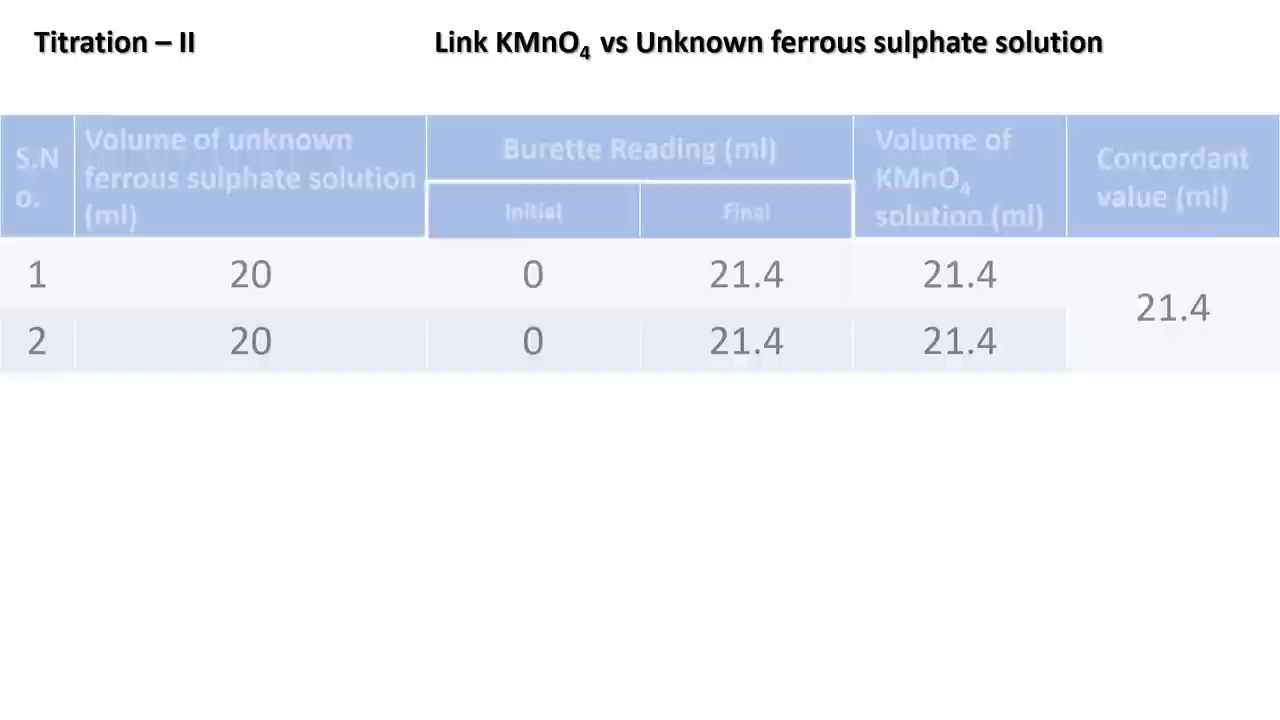 Titration – II
Link KMnO₄ vs Unknown ferrous sulphate solution
S.N
o.
Volume of unknown
ferrous sulphate solution
(ml)
Burette Reading (ml)
Initial
Final
Volume of
KMnO₄
solution (ml)
Concordant
value (ml)
1 20 0 21.4 21.4
21.4
2 20 0 21.4 21.4